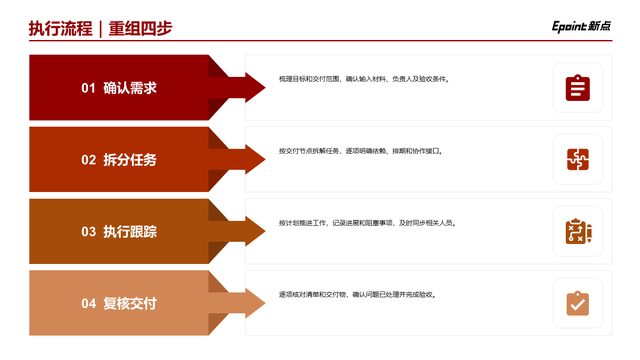 执行流程｜重组四步
Epoint 新点
01 确认需求
梳理目标和交付范围，确认输入材料、负责人及验收条件。
02 拆分任务
按交付节点拆解任务，逐项明确依赖、排期和协作接口。
03 执行跟踪
按计划推进工作，记录进展和阻塞事项，及时同步相关人员。
04 复核交付
逐项核对清单和交付物，确认问题已处理并完成验收。